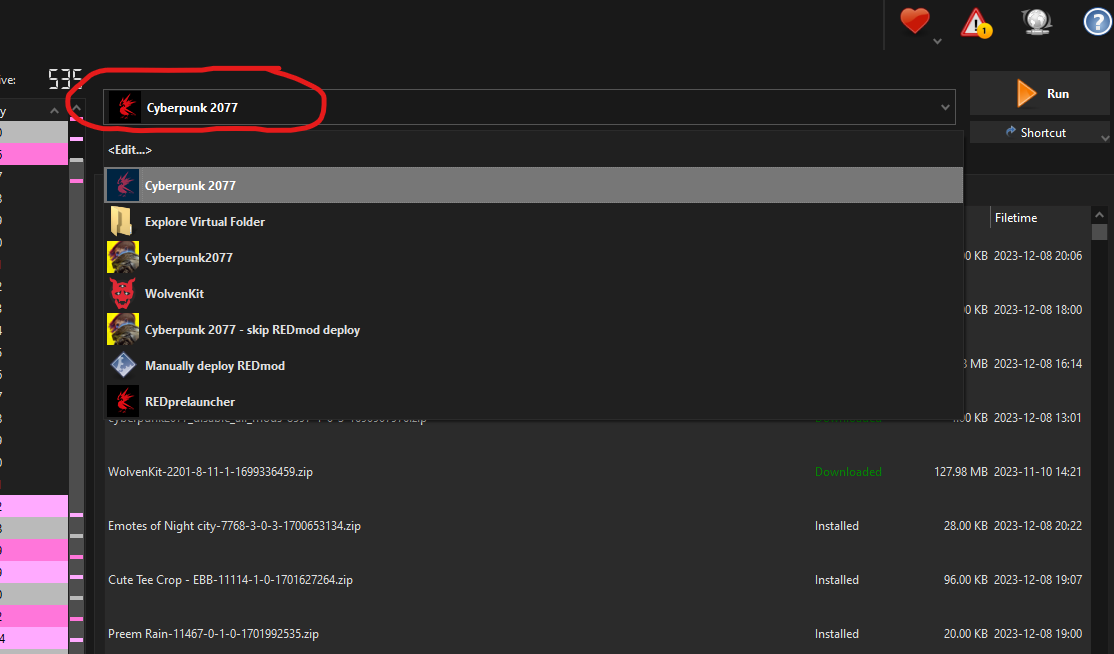 ive: 535
Cyberpunk 2077
Run
Shortcut
<Edit...>
Cyberpunk 2077
Explore Virtual Folder
Cyberpunk2077
WolvenKit
Cyberpunk 2077 - skip REDmod deploy
Manually deploy REDmod
REDprelauncher
Filetime
0 KB 2023-12-08 20:06
0 KB 2023-12-08 18:00
MB 2023-12-08 16:14
KB 2023-12-08 13:01
WolvenKit-2201-8-11-1-1699336459.zip Downloaded 127.98 MB 2023-11-10 14:21
Emotes of Night city-7768-3-0-3-1700653134.zip Installed 28.00 KB 2023-12-08 20:22
Cute Tee Crop - EBB-11114-1-0-1701627264.zip Installed 96.00 KB 2023-12-08 19:07
Preem Rain-11467-0-1-0-1701992535.zip Installed 20.00 KB 2023-12-08 19:00